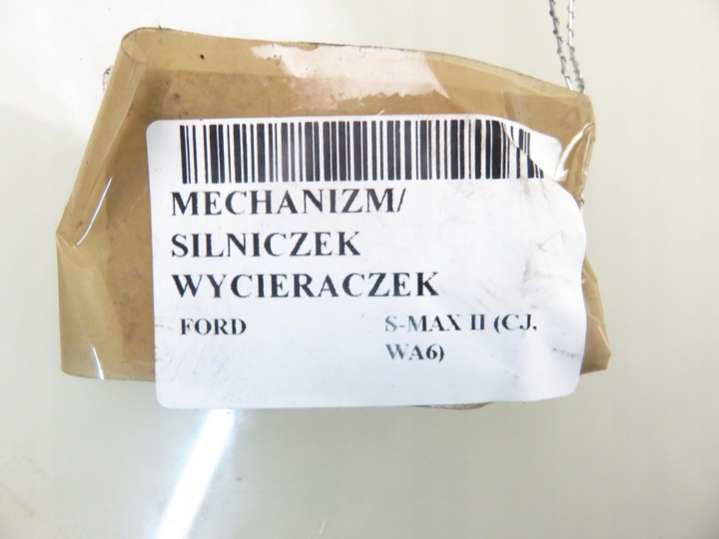 MECHANIZM/
SILNICZEK
WYCIERACZEK
FORD S-MAX II (CJ,
WA6)